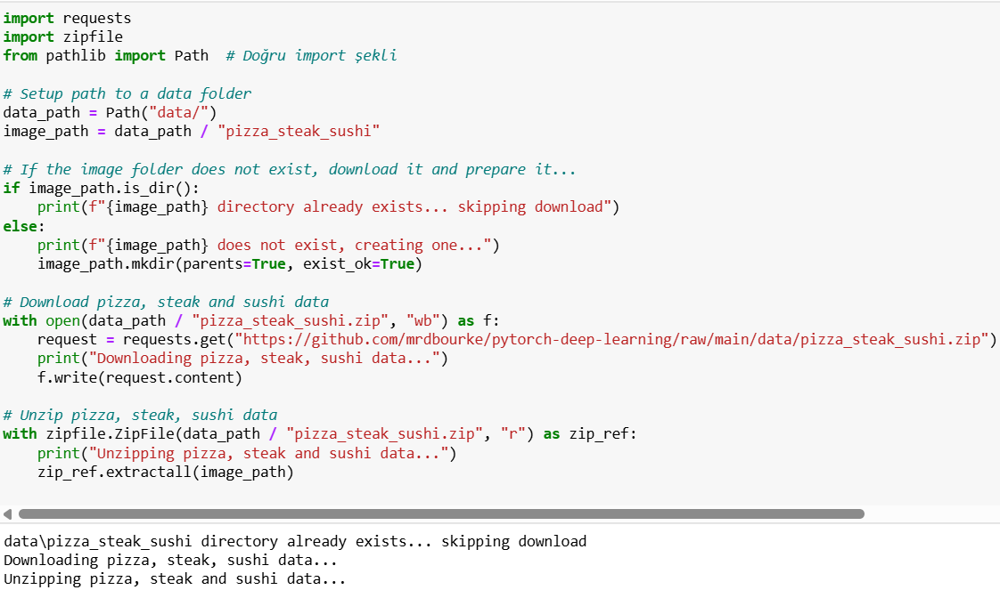 import requests
import zipfile
from pathlib import Path  # Doğru import şekli

# Setup path to a data folder
data_path = Path("data/")
image_path = data_path / "pizza_steak_sushi"

# If the image folder does not exist, download it and prepare it...
if image_path.is_dir():
    print(f"{image_path} directory already exists... skipping download")
else:
    print(f"{image_path} does not exist, creating one...")
    image_path.mkdir(parents=True, exist_ok=True)

# Download pizza, steak and sushi data
with open(data_path / "pizza_steak_sushi.zip", "wb") as f:
    request = requests.get("https://github.com/mrdbourke/pytorch-deep-learning/raw/main/data/pizza_steak_sushi.zip")
    print("Downloading pizza, steak, sushi data...")
    f.write(request.content)

# Unzip pizza, steak, sushi data
with zipfile.ZipFile(data_path / "pizza_steak_sushi.zip", "r") as zip_ref:
    print("Unzipping pizza, steak and sushi data...")
    zip_ref.extractall(image_path)

data\pizza_steak_sushi directory already exists... skipping download
Downloading pizza, steak, sushi data...
Unzipping pizza, steak and sushi data...